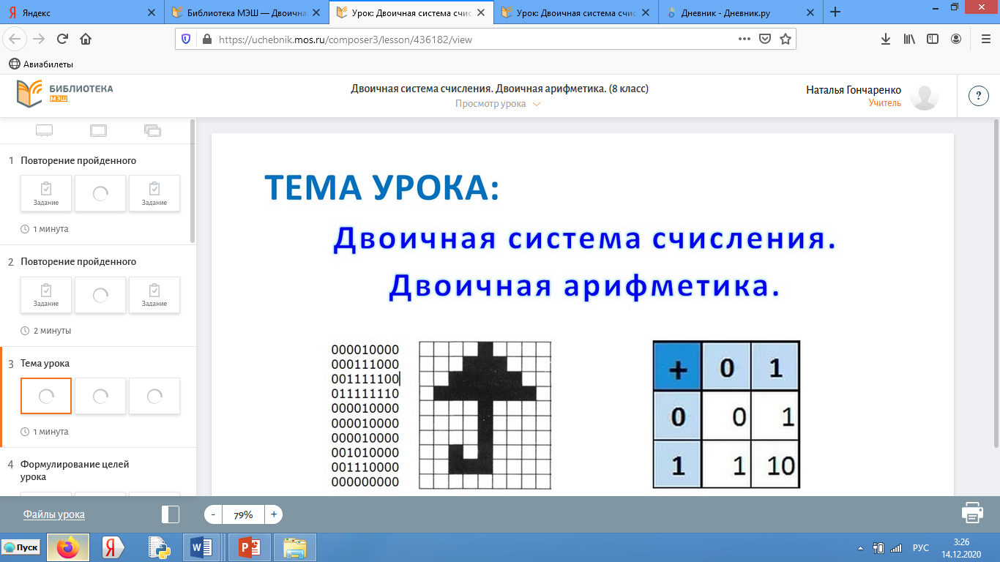 Яндекс
Библиотека МЭШ — Двоична
Урок: Двоичная система счис
Урок: Двоичная система счис
Дневник - Дневник.ру
https://uchebnik.mos.ru/composer3/lesson/436182/view
Авиабилеты
БИБЛИОТЕКА
МЭШ
Двоичная система счисления. Двоичная арифметика. (8 класс)
Просмотр урока
Наталья Гончаренко
Учитель
?
1 Повторение пройденного
Задание
Задание
1 минута
2 Повторение пройденного
Задание
Задание
2 минуты
3 Тема урока
1 минута
4 Формулирование целей
урока
ТЕМА УРОКА:
Двоичная система счисления.
Двоичная арифметика.
000010000
000111000
001111100
011111110
000010000
000010000
000010000
001010000
001110000
000000000
+ 0 1
0 0 1
1 1 10
Файлы урока
- 79% +
Пуск
РУС
3:26
14.12.2020